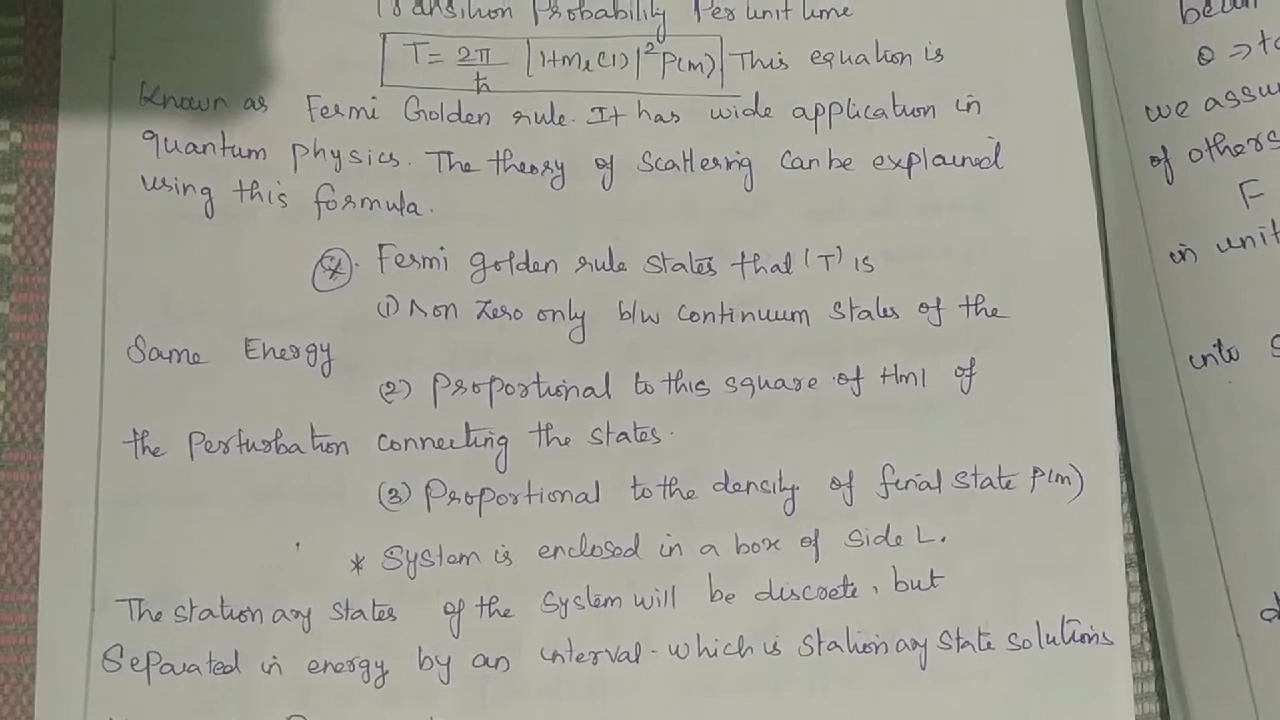 Transition Probability Per unit time
T = 2π/ħ |Hml(1)|² P(m) This equation is
Known as Fermi Golden rule. It has wide application in
quantum physics. The theory of Scattering can be explained
using this formula.
* Fermi golden rule states that (T) is
(1) Non Zero only b/w continuum states of the
Same Energy
(2) Proportional to this square of Hml of
the Perturbation connecting the states.
(3) Proportional to the density of final state P(m)
* System is enclosed in a box of side L.
The stationary states of the system will be discrete, but
Separated in energy by an interval. which is stationary state solutions
θ ⇒ to
we assu
of others
F
in unit
into s